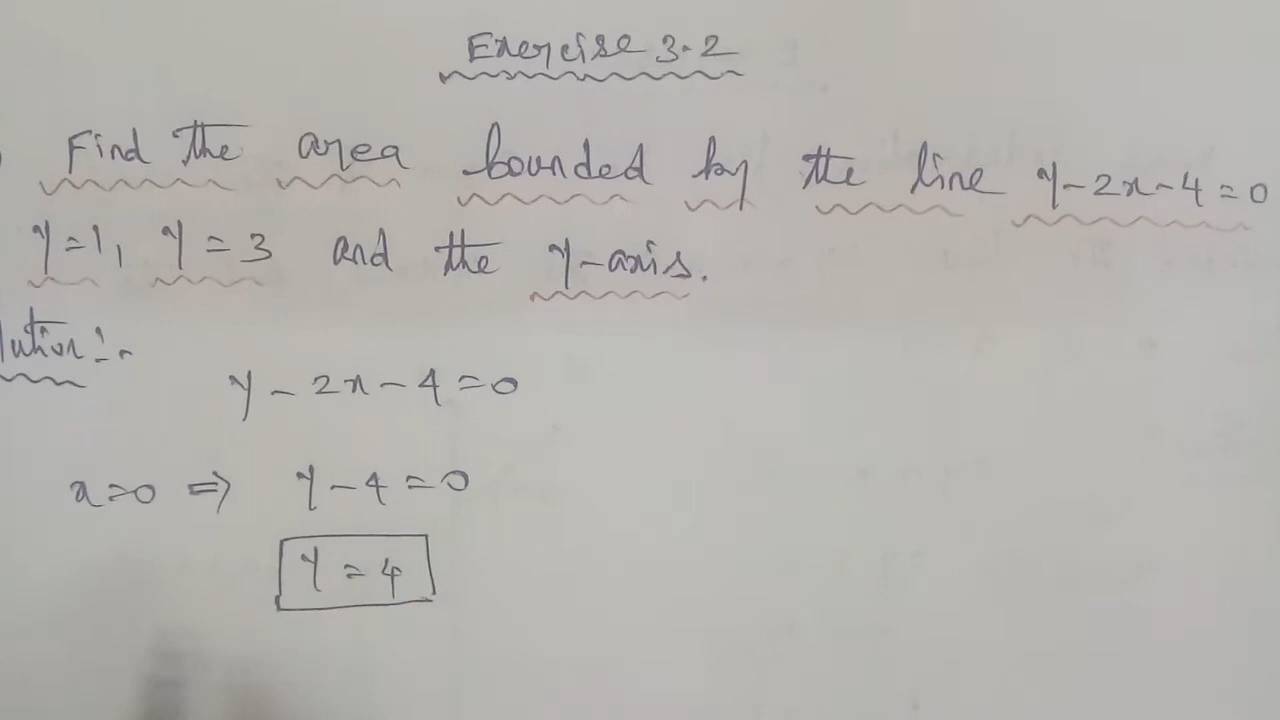 Exercise 3.2
Find the area bounded by the line y-2x-4=0
y=1, y=3 and the y-axis.
lution:-
y-2x-4=0
x=0 ⇒ y-4=0
y=4